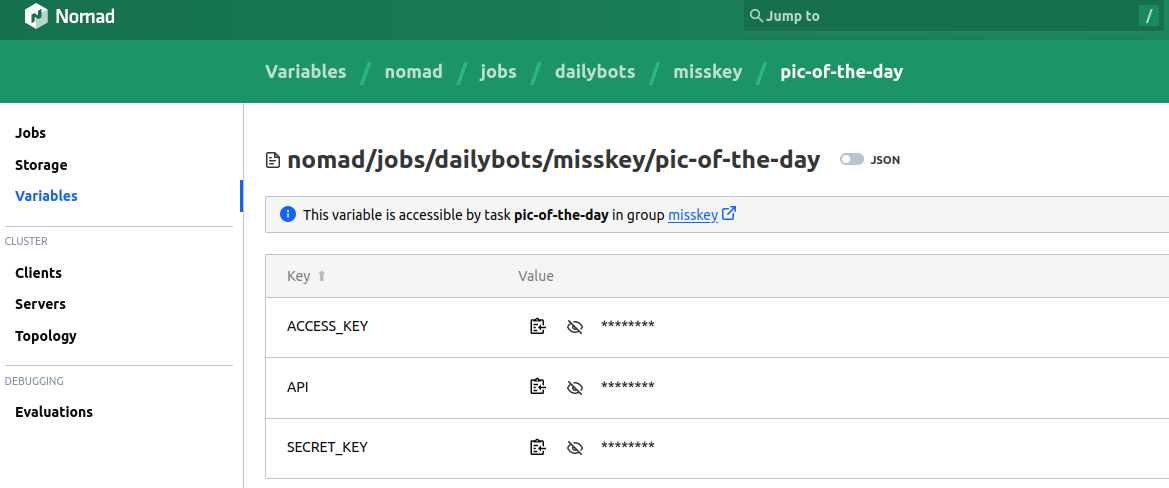 Nomad
Jump to
/
Variables / nomad / jobs / dailybots / misskey / pic-of-the-day
Jobs
Storage
Variables
CLUSTER
Clients
Servers
Topology
DEBUGGING
Evaluations
nomad/jobs/dailybots/misskey/pic-of-the-day
JSON
This variable is accessible by task pic-of-the-day in group misskey
Key Value
ACCESS_KEY ********
API ********
SECRET_KEY ********